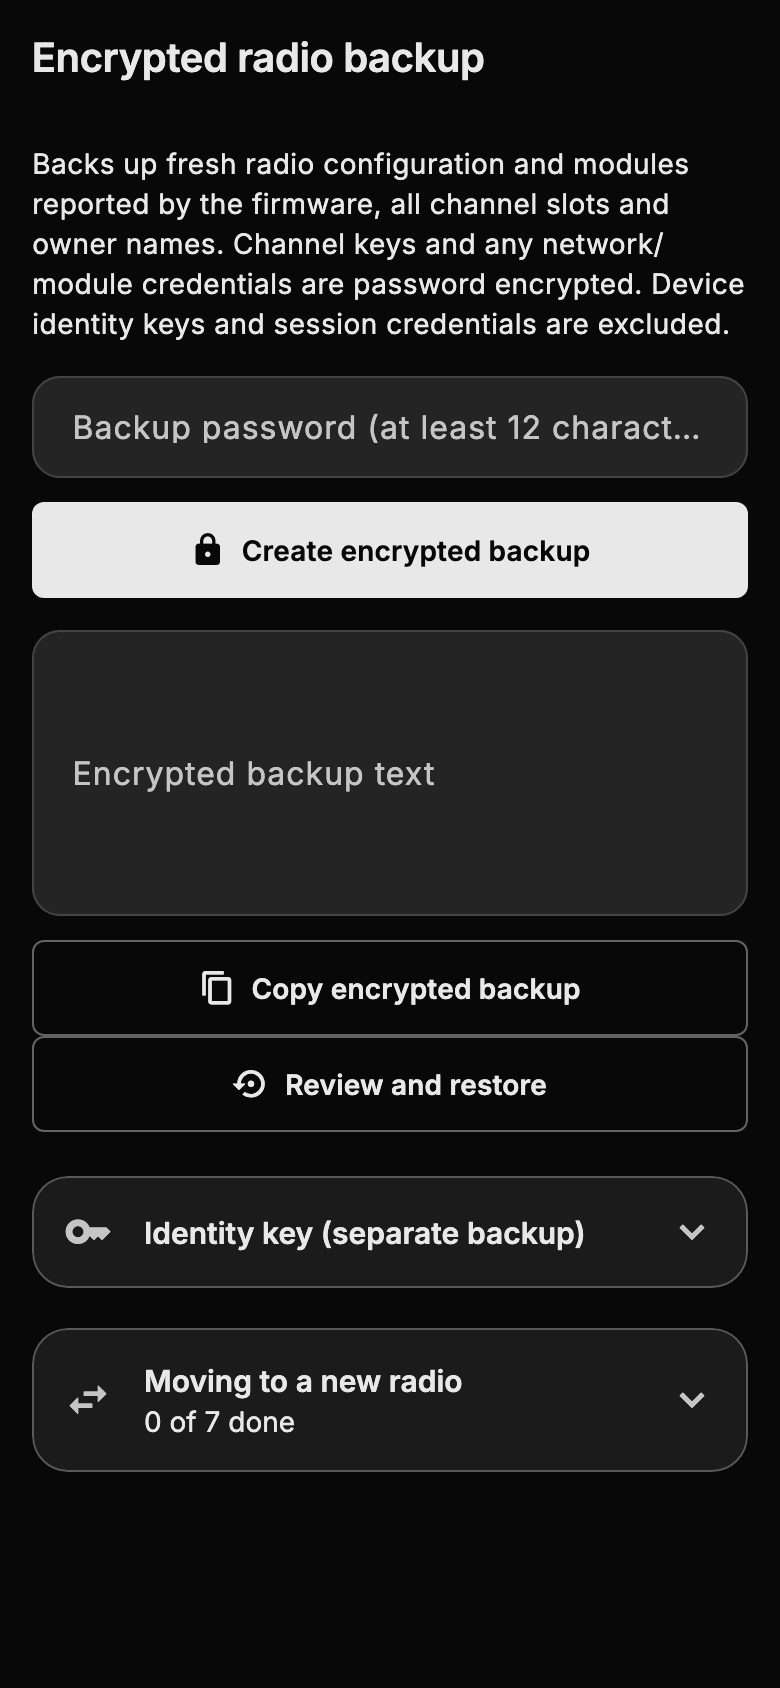 Encrypted radio backup
Backs up fresh radio configuration and modules
reported by the firmware, all channel slots and
owner names. Channel keys and any network/
module credentials are password encrypted. Device
identity keys and session credentials are excluded.
Backup password (at least 12 charact...
Create encrypted backup
Encrypted backup text
Copy encrypted backup
Review and restore
Identity key (separate backup)
Moving to a new radio
0 of 7 done